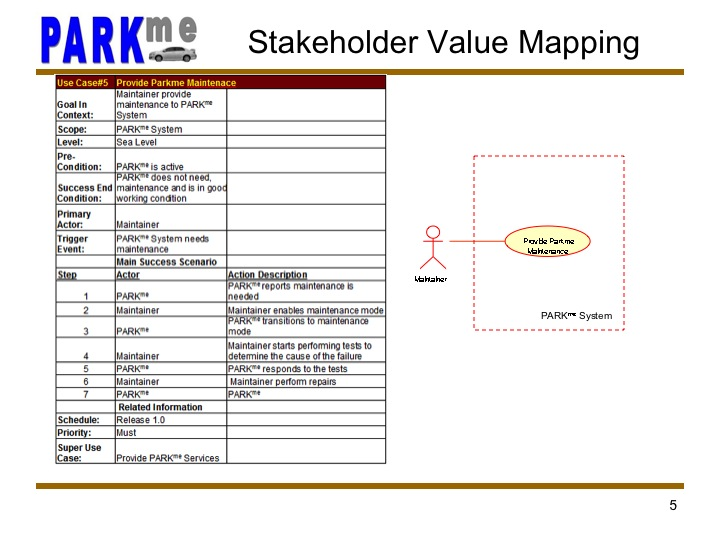 PARKme
Stakeholder Value Mapping
Use Case#5 Provide Parkme Maintenace
Goal In Context: Maintainer provide maintenance to PARKme System
Scope: PARKme System
Level: Sea Level
Pre-Condition: PARKme is active
Success End Condition: PARKme does not need, maintenance and is in good working condition
Primary Actor: Maintainer
Trigger Event: PARKme System needs maintenance
Main Success Scenario
Step Actor Action Description
1 PARKme PARKme reports maintenance is needed
2 Maintainer Maintainer enables maintenance mode
3 PARKme PARKme transitions to maintenance mode
4 Maintainer Maintainer starts performing tests to determine the cause of the failure
5 PARKme PARKme responds to the tests
6 Maintainer Maintainer perform repairs
7 PARKme PARKme
Related Information
Schedule: Release 1.0
Priority: Must
Super Use Case: Provide PARKme Services
Provide Parkme
Maintenance
Maintainer
PARKme System
5